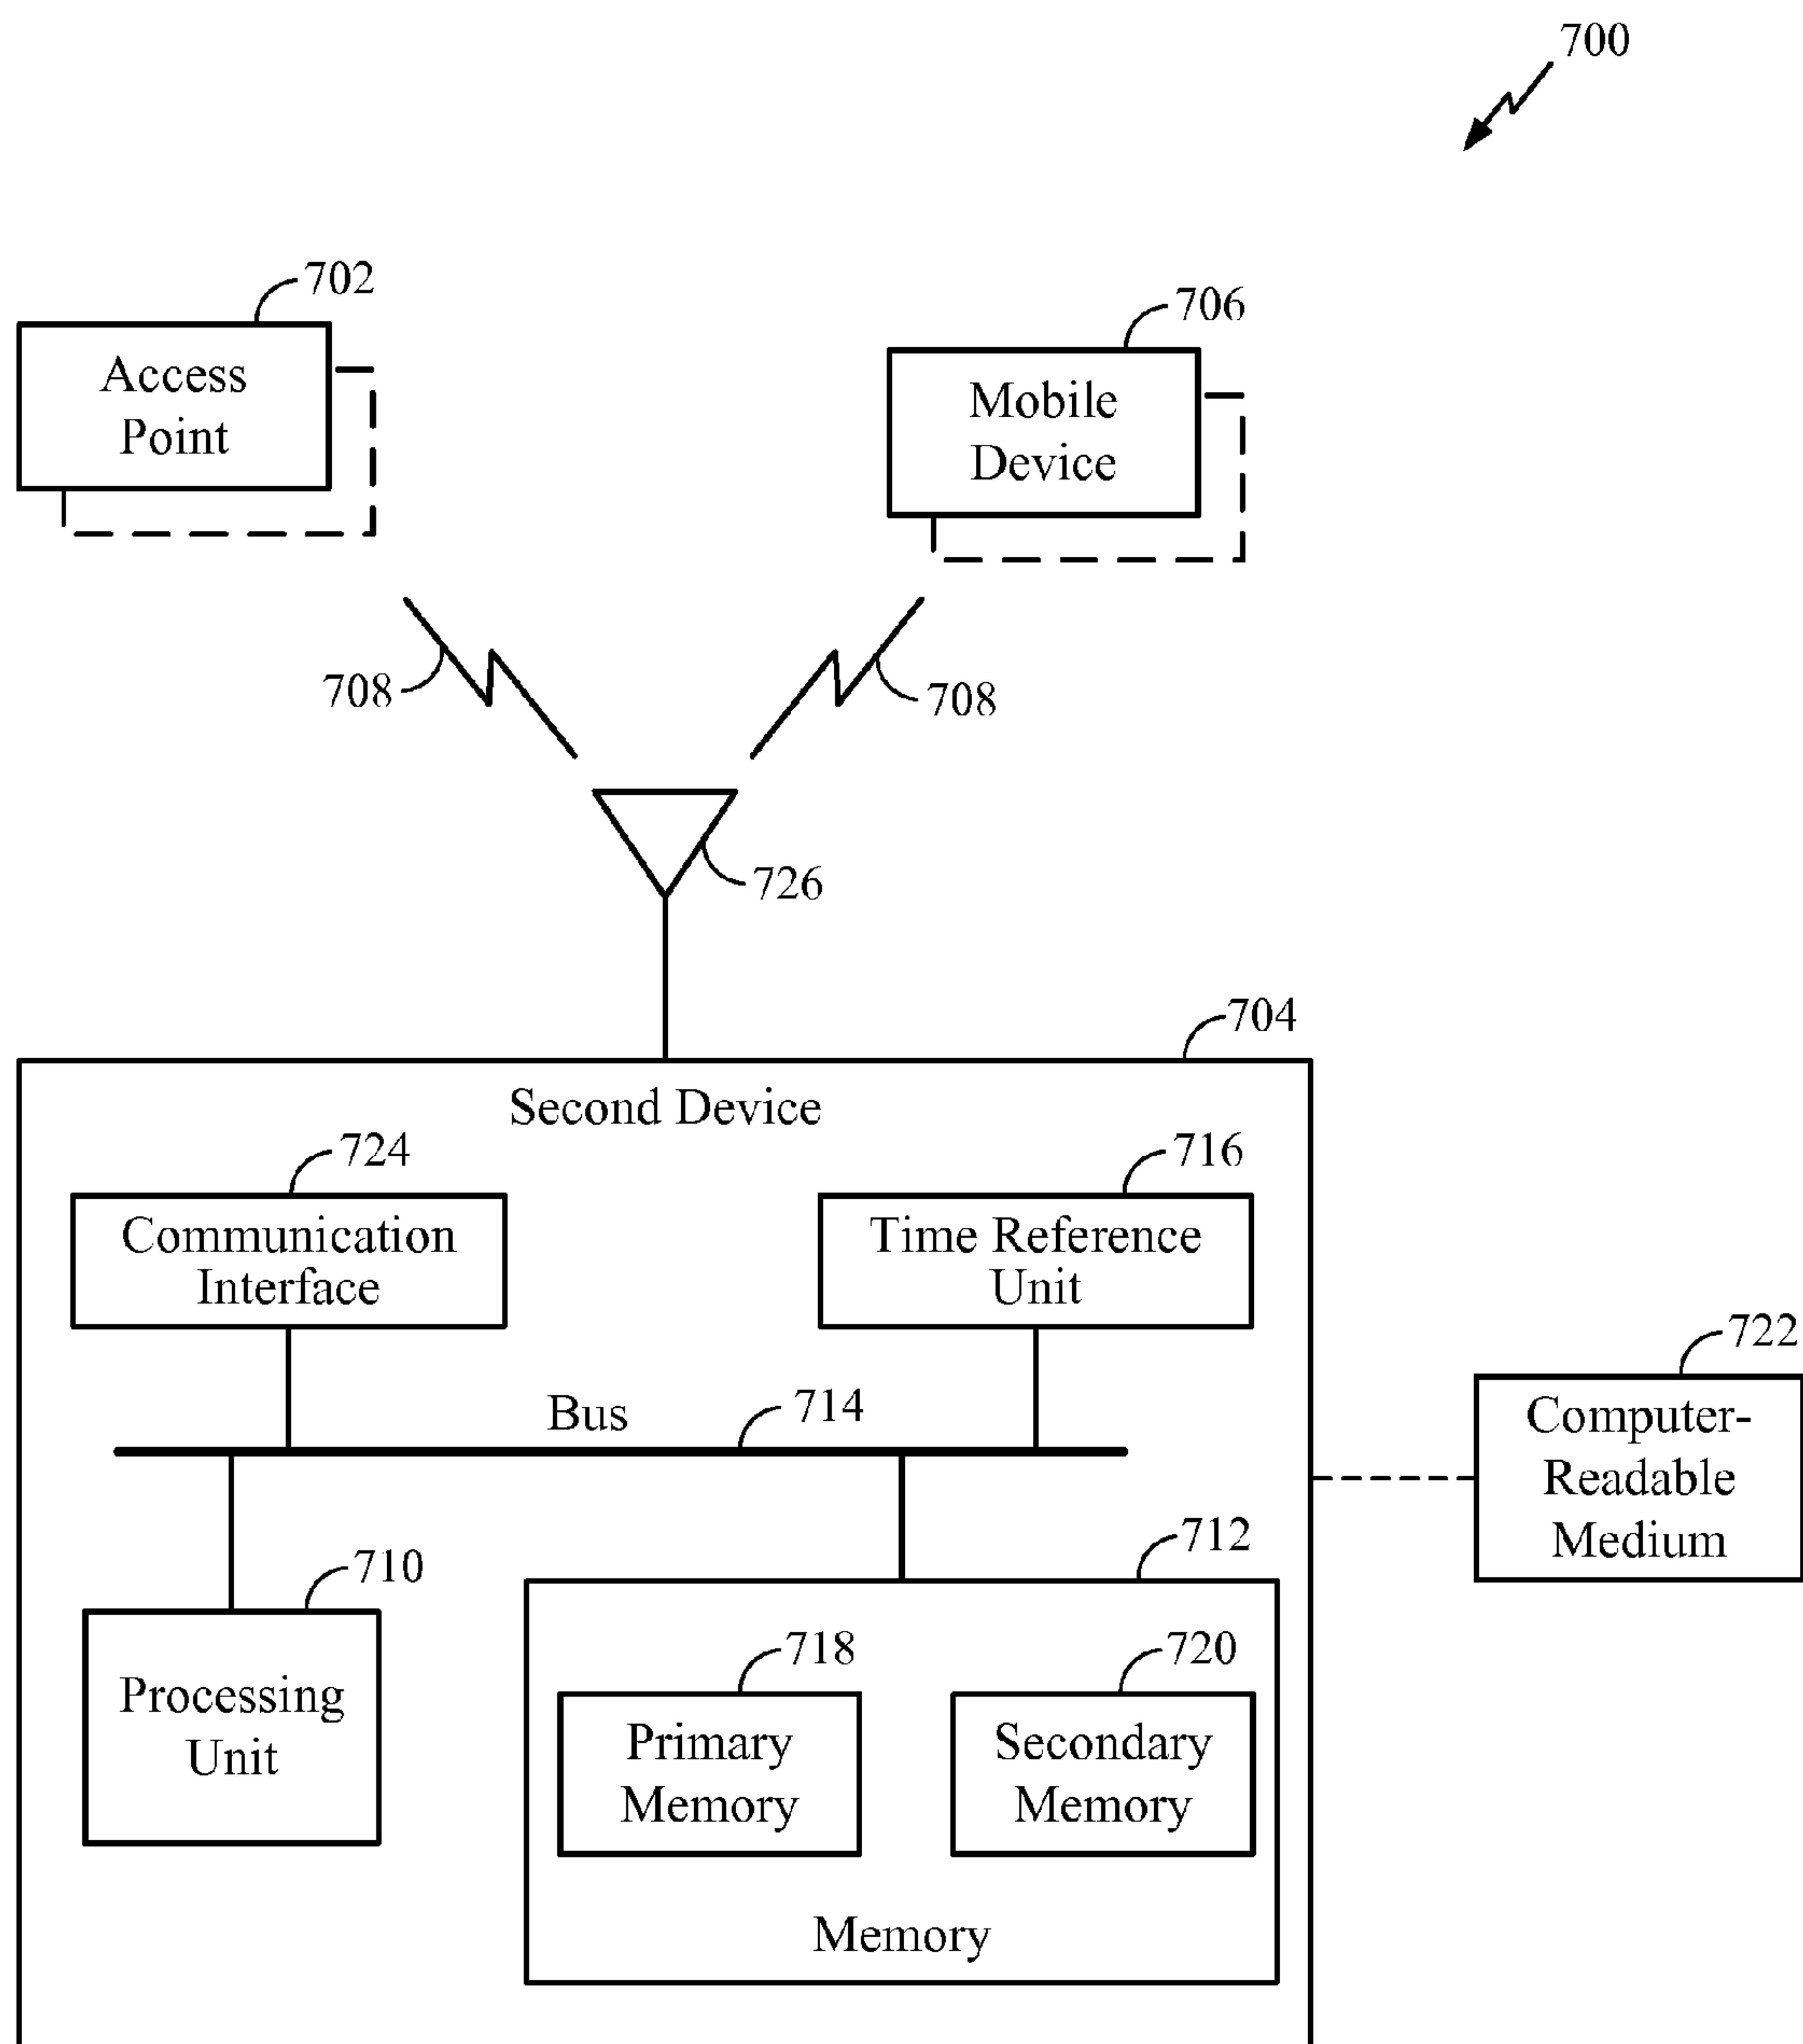 700
702
Access
Point
706
Mobile
Device
708
708
726
704
Second Device
724
Communication
Interface
716
Time Reference
Unit
Bus
714
722
Computer-
Readable
Medium
710
Processing
Unit
712
718
Primary
Memory
720
Secondary
Memory
Memory